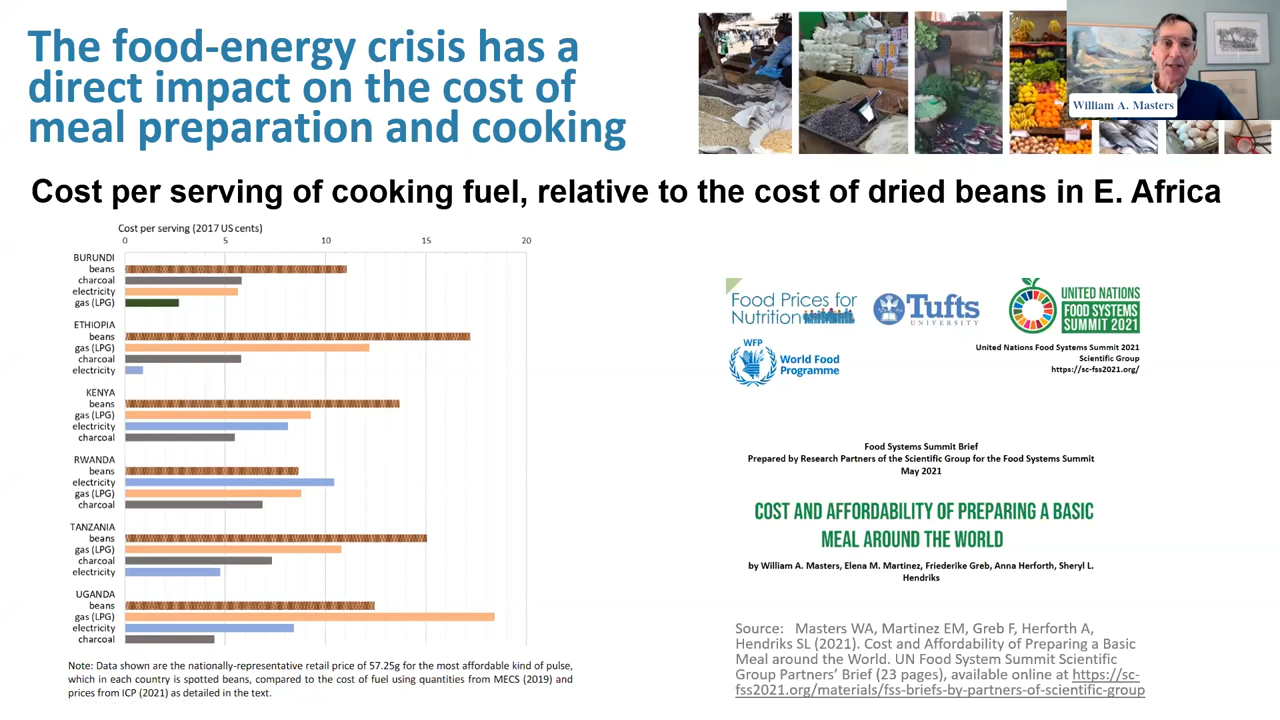 The food-energy crisis has a
direct impact on the cost of
meal preparation and cooking
William A. Masters
Cost per serving of cooking fuel, relative to the cost of dried beans in E. Africa
Cost per serving (2017 US cents)
0 5 10 15 20
BURUNDI
beans
charcoal
electricity
gas (LPG)
ETHIOPIA
beans
gas (LPG)
charcoal
electricity
KENYA
beans
gas (LPG)
electricity
charcoal
RWANDA
beans
electricity
gas (LPG)
charcoal
TANZANIA
beans
gas (LPG)
charcoal
electricity
UGANDA
beans
gas (LPG)
electricity
charcoal
Note: Data shown are the nationally-representative retail price of 57.25g for the most affordable kind of pulse,
which in each country is spotted beans, compared to the cost of fuel using quantities from MECS (2019) and
prices from ICP (2021) as detailed in the text.
Food Prices for
Nutrition
Tufts
UNIVERSITY
UNITED NATIONS
FOOD SYSTEMS
SUMMIT 2021
WFP
World Food
Programme
United Nations Food Systems Summit 2021
Scientific Group
https://sc-fss2021.org/
Food Systems Summit Brief
Prepared by Research Partners of the Scientific Group for the Food Systems Summit
May 2021
COST AND AFFORDABILITY OF PREPARING A BASIC
MEAL AROUND THE WORLD
by William A. Masters, Elena M. Martinez, Friederike Greb, Anna Herforth, Sheryl L.
Hendriks
Source: Masters WA, Martinez EM, Greb F, Herforth A,
Hendriks SL (2021). Cost and Affordability of Preparing a Basic
Meal around the World. UN Food System Summit Scientific
Group Partners' Brief (23 pages), available online at https://sc-
fss2021.org/materials/fss-briefs-by-partners-of-scientific-group